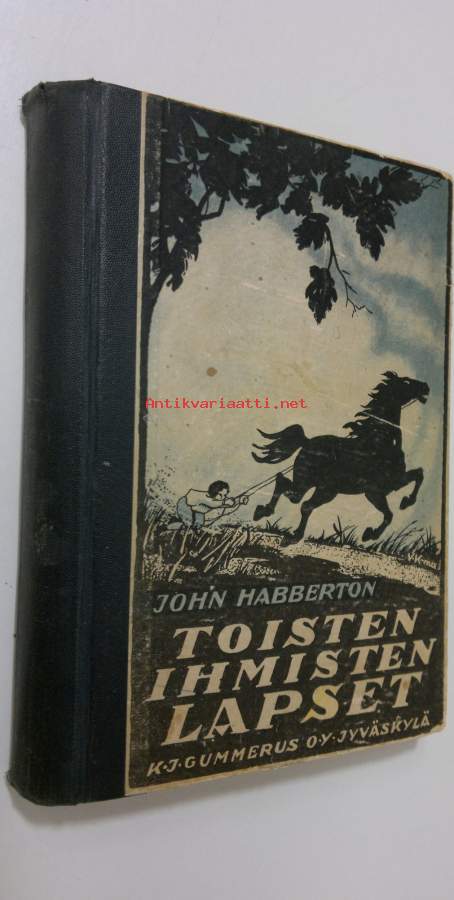 Antikvariaatti.net
JOHN HABBERTON
TOISTEN
IHMISTEN
LAPSET
K·J·GUMMERUS O·Y·JYVÄSKYLÄ